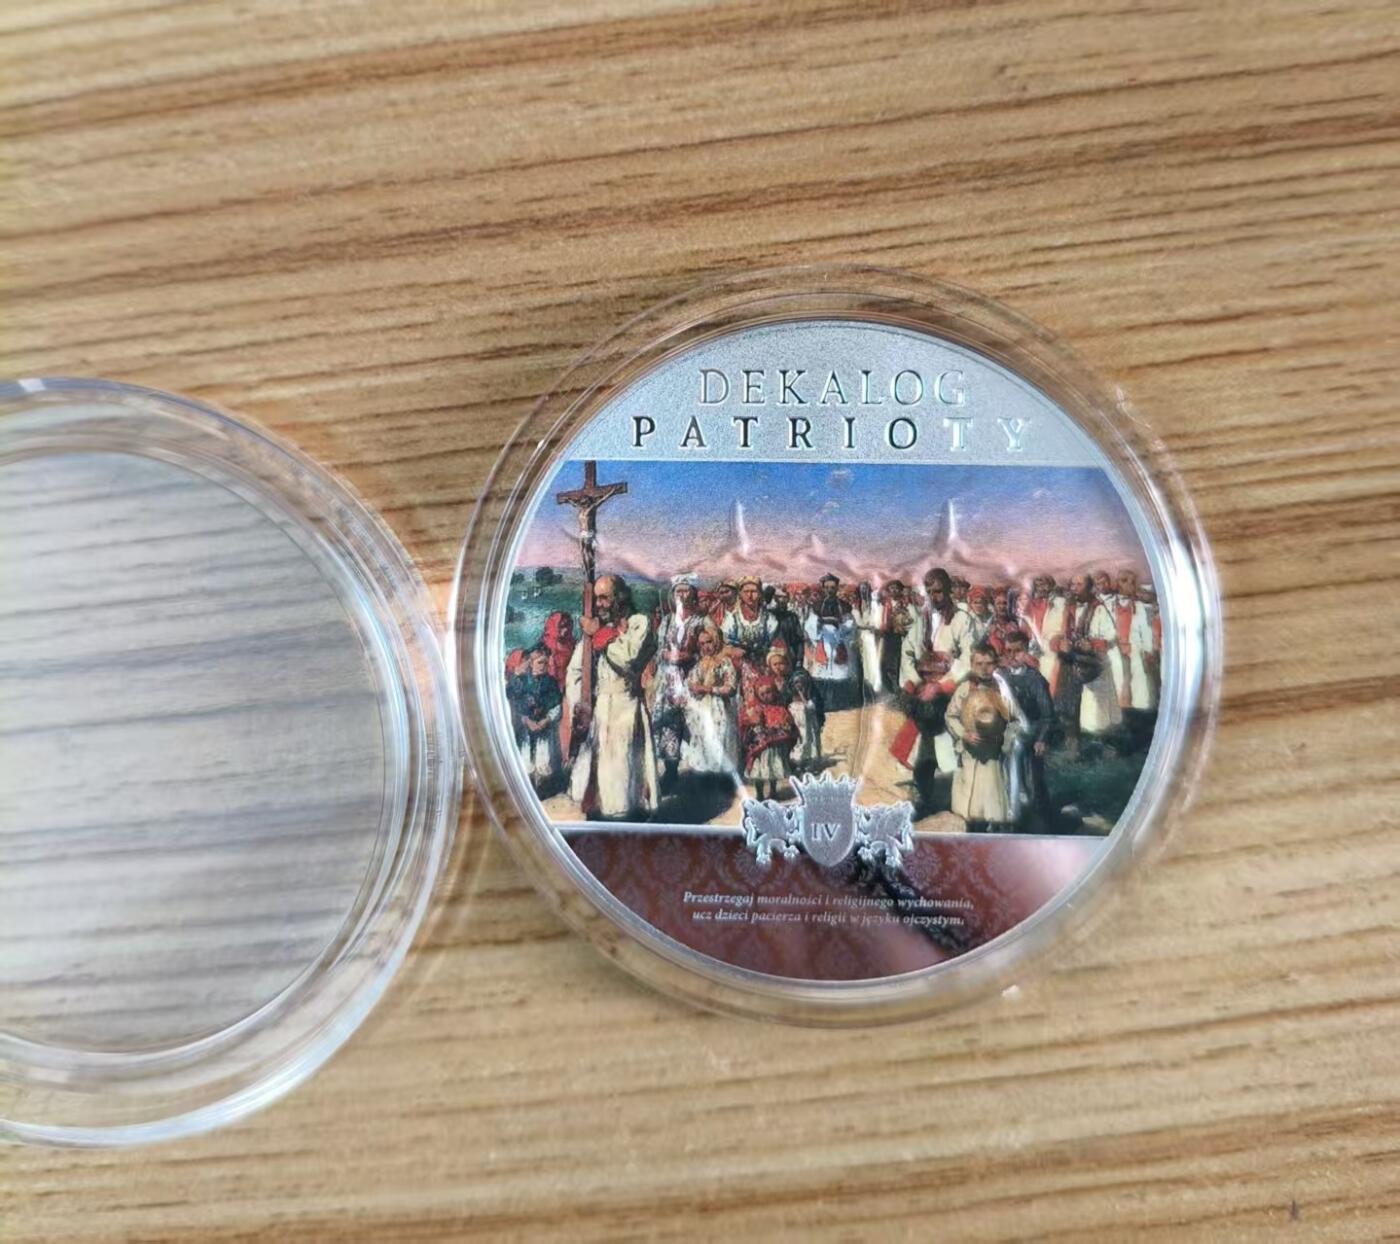 DEKALOG
PATRIOTY
IV
Przestrzegaj moralności i religijnego wychowania,
ucz dzieci pacierza i religii w języku ojczystym.